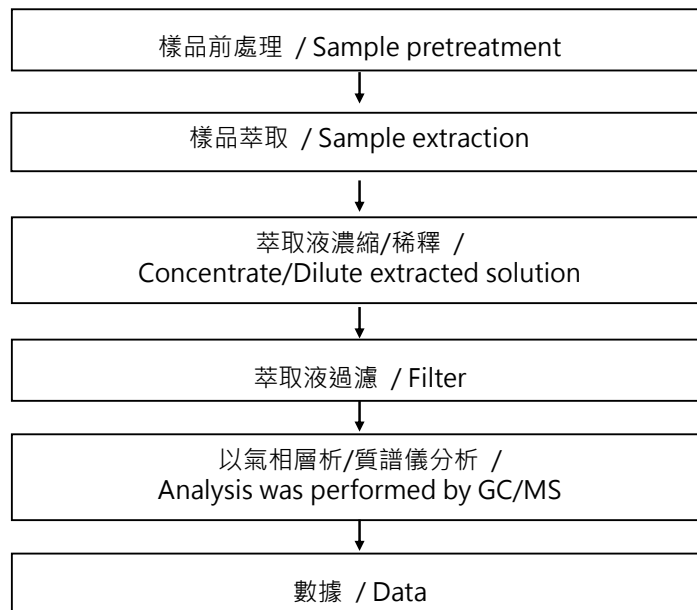 樣品前處理 / Sample pretreatment
樣品萃取 / Sample extraction
萃取液濃縮/稀釋 /
Concentrate/Dilute extracted solution
萃取液過濾 / Filter
以氣相層析/質譜儀分析 /
Analysis was performed by GC/MS
數據 / Data